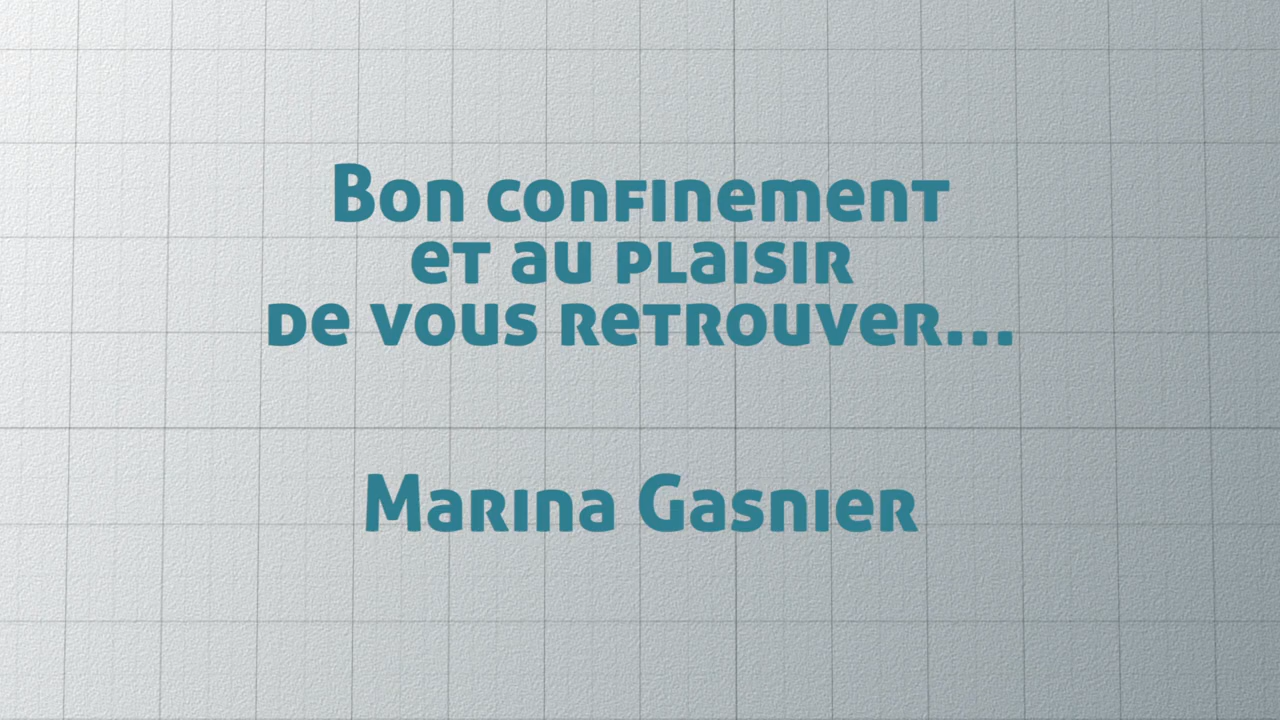 Bon confinement
et au plaisir
de vous retrouver...
Marina Gasnier